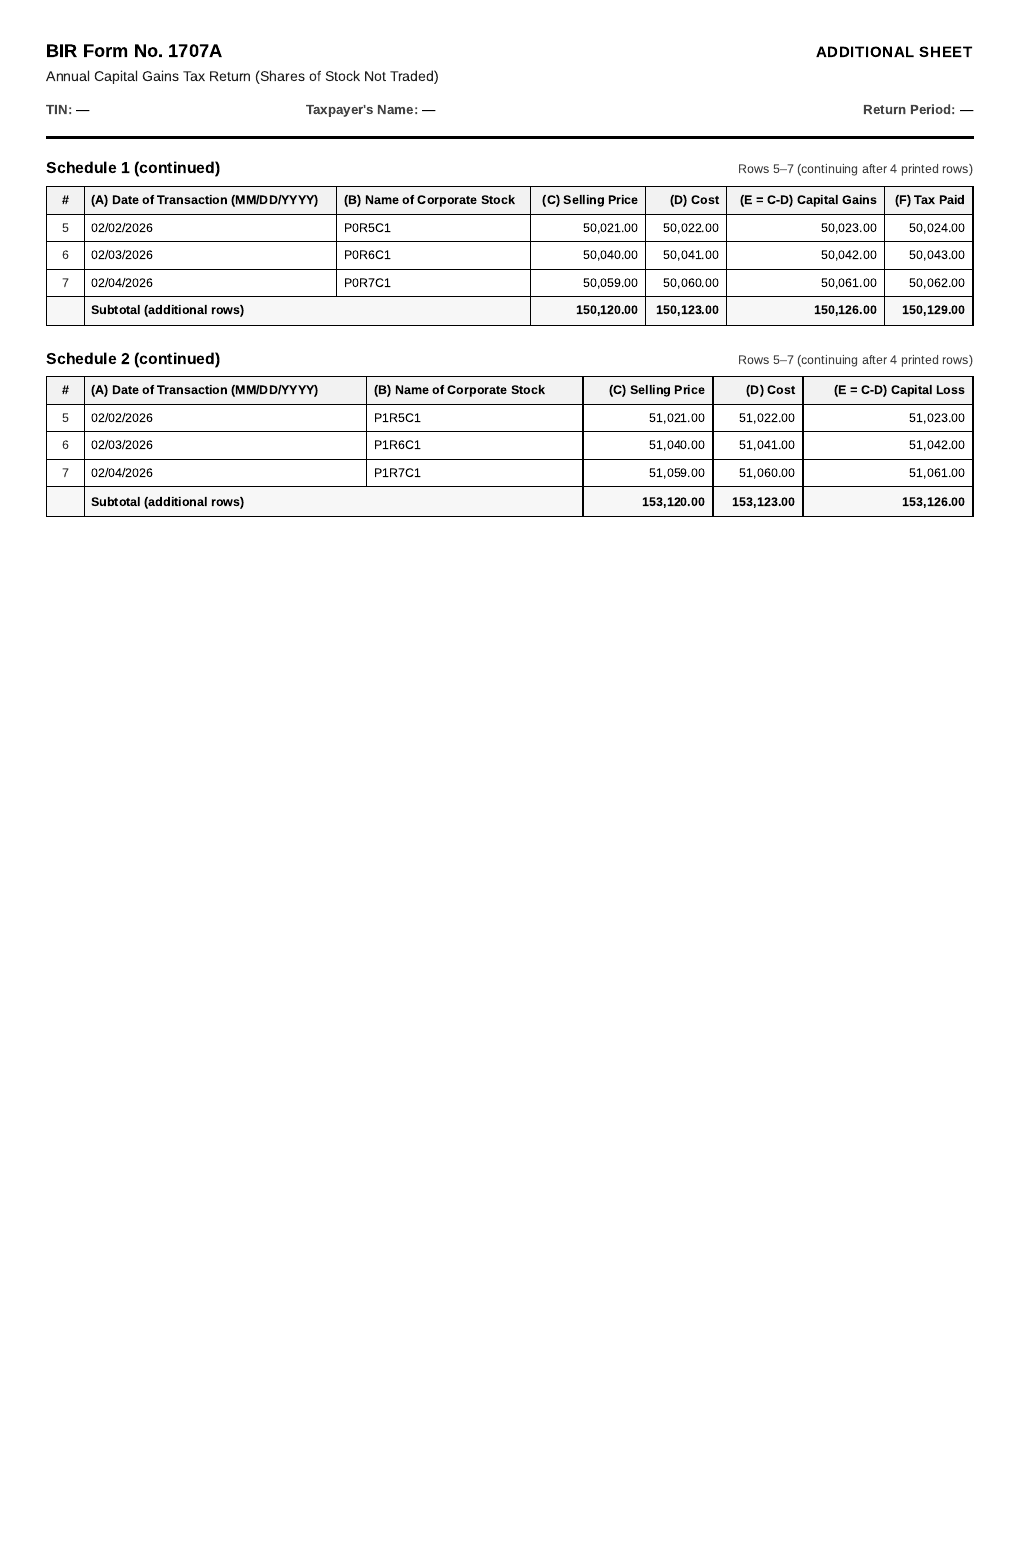 BIR Form No. 1707A ADDITIONAL SHEET
Annual Capital Gains Tax Return (Shares of Stock Not Traded)
TIN: — Taxpayer's Name: — Return Period: —
Schedule 1 (continued) Rows 5–7 (continuing after 4 printed rows)
# (A) Date of Transaction (MM/DD/YYYY) (B) Name of Corporate Stock (C) Selling Price (D) Cost (E = C-D) Capital Gains (F) Tax Paid
5 02/02/2026 P0R5C1 50,021.00 50,022.00 50,023.00 50,024.00
6 02/03/2026 P0R6C1 50,040.00 50,041.00 50,042.00 50,043.00
7 02/04/2026 P0R7C1 50,059.00 50,060.00 50,061.00 50,062.00
Subtotal (additional rows) 150,120.00 150,123.00 150,126.00 150,129.00
Schedule 2 (continued) Rows 5–7 (continuing after 4 printed rows)
# (A) Date of Transaction (MM/DD/YYYY) (B) Name of Corporate Stock (C) Selling Price (D) Cost (E = C-D) Capital Loss
5 02/02/2026 P1R5C1 51,021.00 51,022.00 51,023.00
6 02/03/2026 P1R6C1 51,040.00 51,041.00 51,042.00
7 02/04/2026 P1R7C1 51,059.00 51,060.00 51,061.00
Subtotal (additional rows) 153,120.00 153,123.00 153,126.00